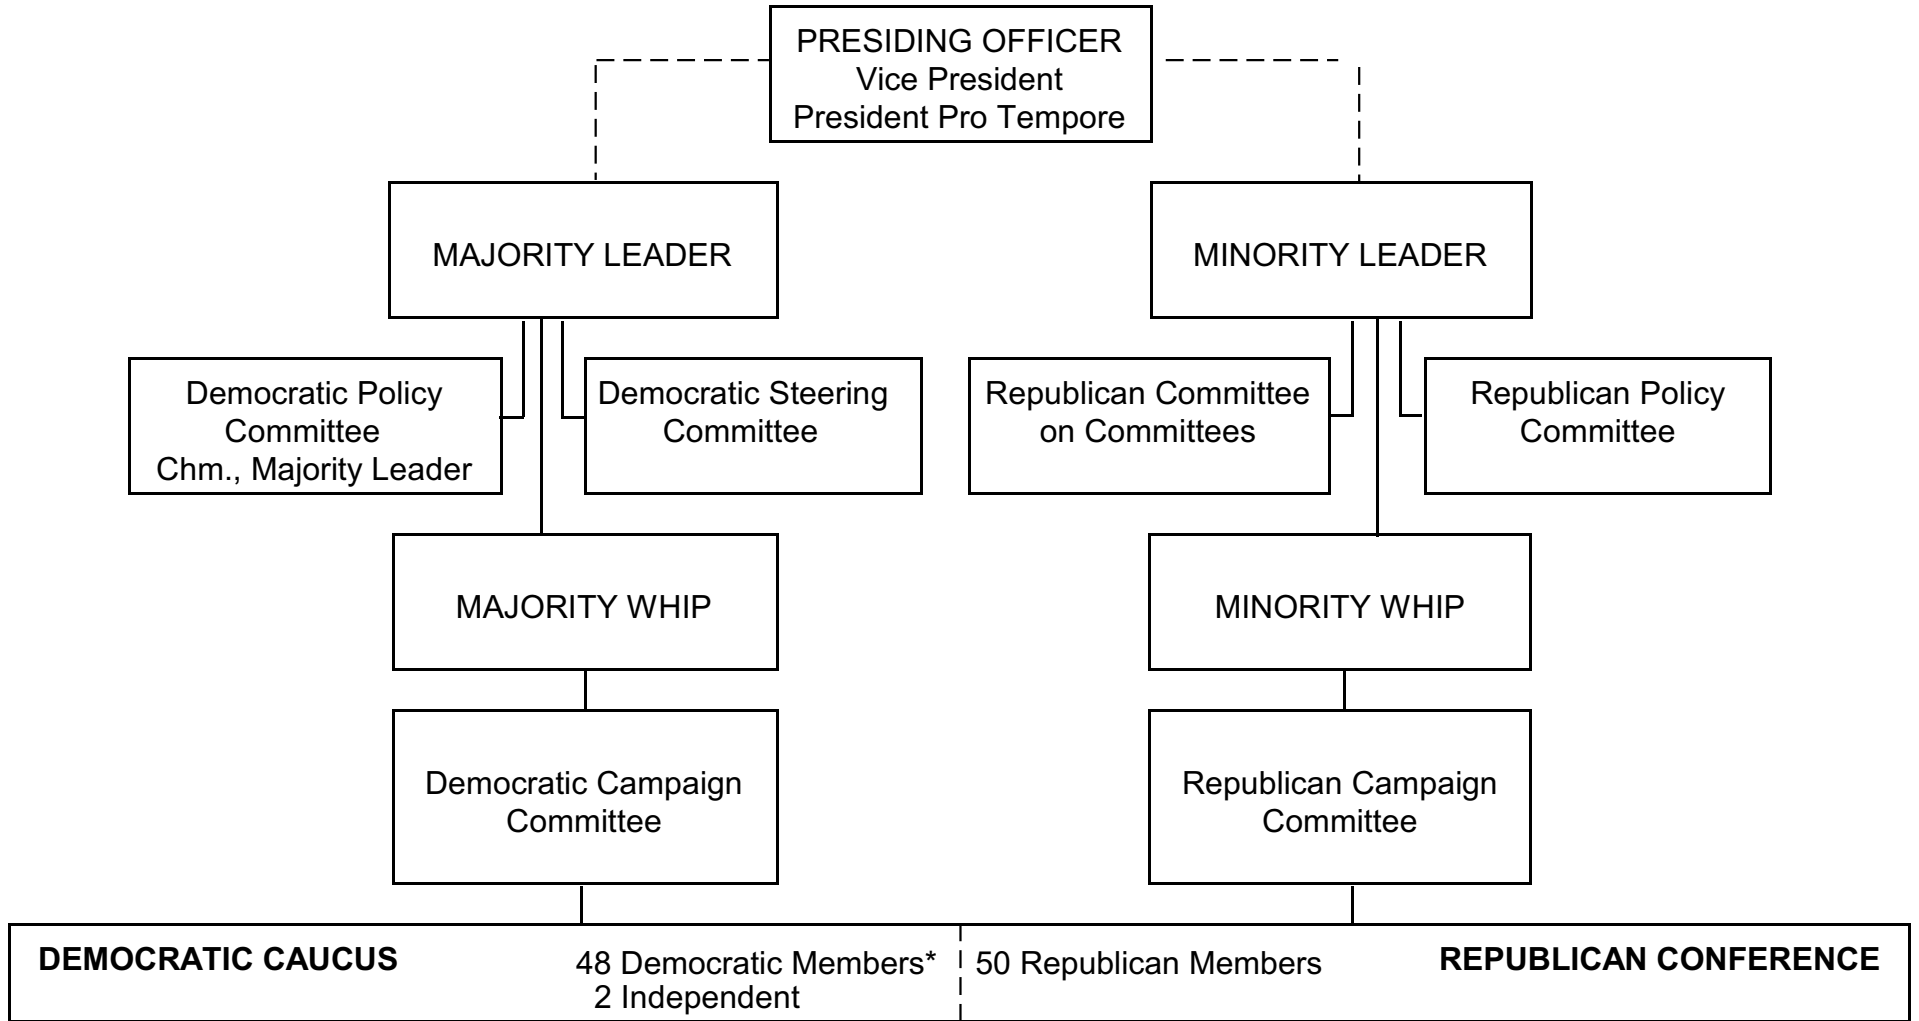 PRESIDING OFFICER
Vice President
President Pro Tempore
MAJORITY LEADER
MINORITY LEADER
Democratic Policy
Committee
Chm., Majority Leader
Democratic Steering
Committee
Republican Committee
on Committees
Republican Policy
Committee
MAJORITY WHIP
MINORITY WHIP
Democratic Campaign
Committee
Republican Campaign
Committee
DEMOCRATIC CAUCUS
48 Democratic Members*
2 Independent
50 Republican Members
REPUBLICAN CONFERENCE